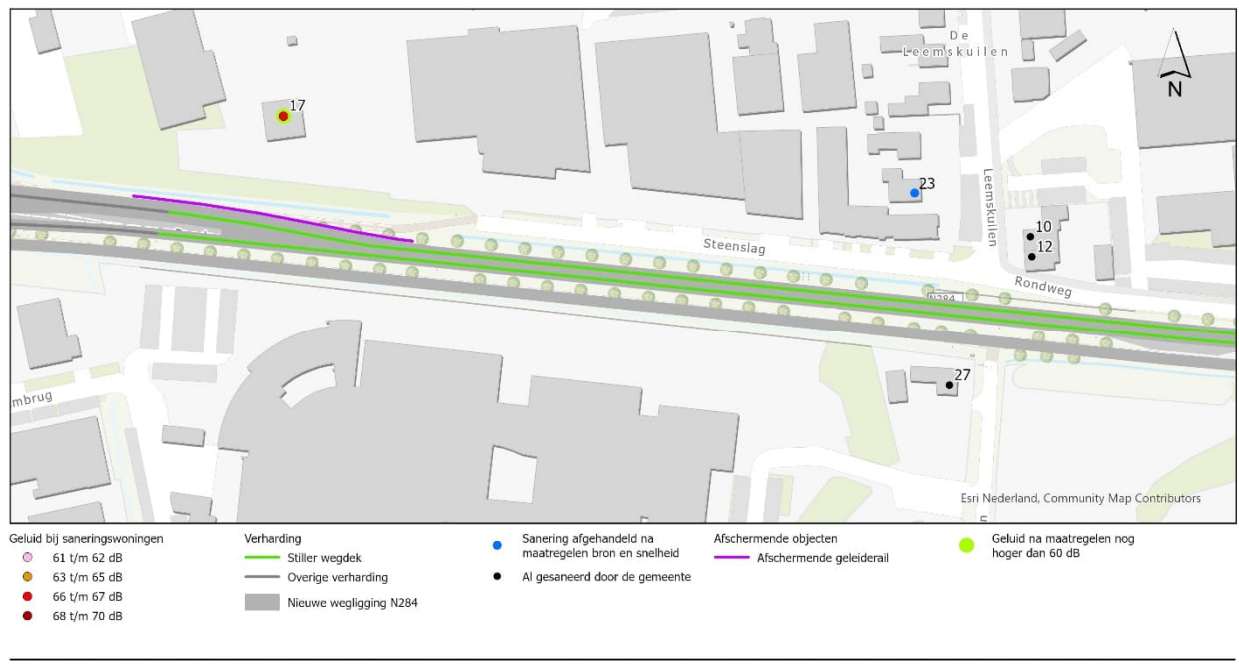 17
De
Leemskuilen
N
23
Leemskuilen
10
12
Steenslag
Rondweg
N284
27
mbrug
Esri Nederland, Community Map Contributors
Geluid bij saneringswoningen
61 t/m 62 dB
63 t/m 65 dB
66 t/m 67 dB
68 t/m 70 dB
Verharding
Stiller wegdek
Overige verharding
Nieuwe wegligging N284
Sanering afgehandeld na
maatregelen bron en snelheid
Al gesaneerd door de gemeente
Afschermende objecten
Afschermende geleiderail
Geluid na maatregelen nog
hoger dan 60 dB